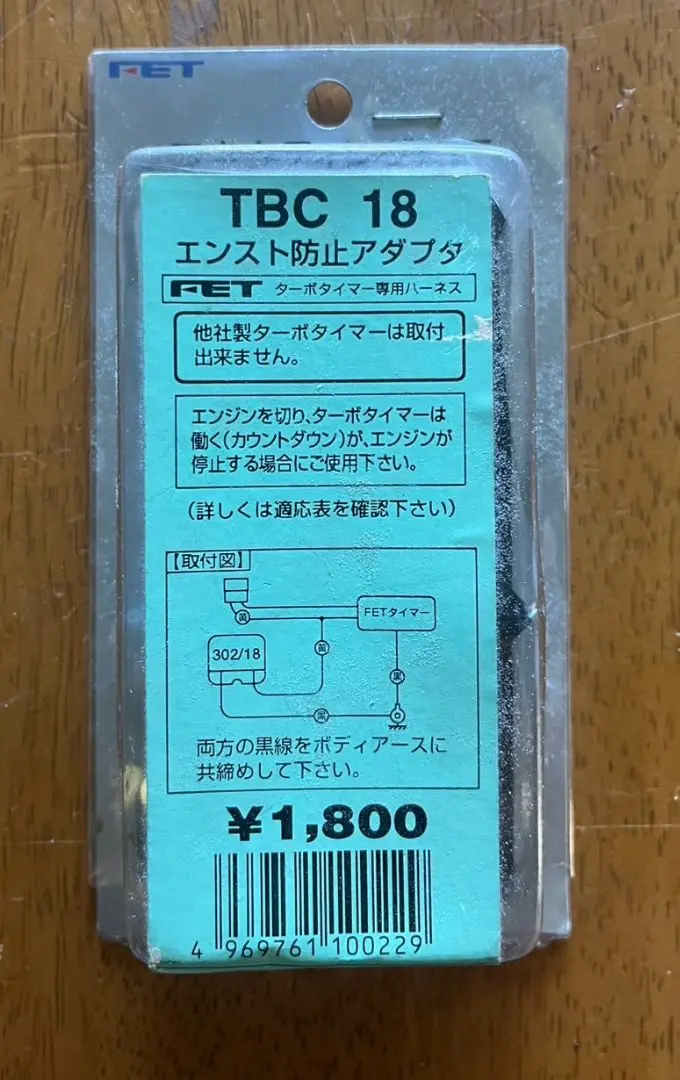 FET
TBC 18
エンスト防止アダプタ
FET ターボタイマー専用ハーネス
他社製ターボタイマーは取付
出来ません。
エンジンを切り、ターボタイマーは
働く(カウントダウン)が、エンジンが
停止する場合にご使用下さい。
(詳しくは適応表を確認下さい)
【取付図】
黄
FETタイマー
黄
302/18
黒
黒
両方の黒線をボディアースに
共締めして下さい。
¥1,800
4 969761 100229